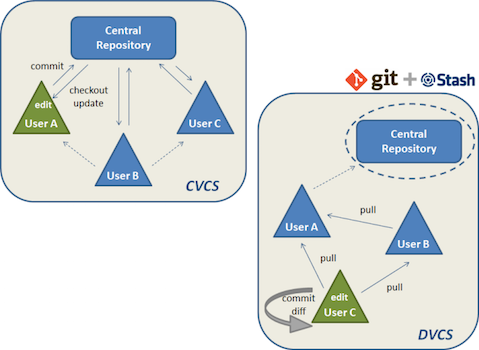 Central
Repository
commit
checkout
update
edit
User A
User C
User B
CVCS
git + Stash
Central
Repository
pull
User A
User B
pull
pull
commit
diff
edit
User C
DVCS